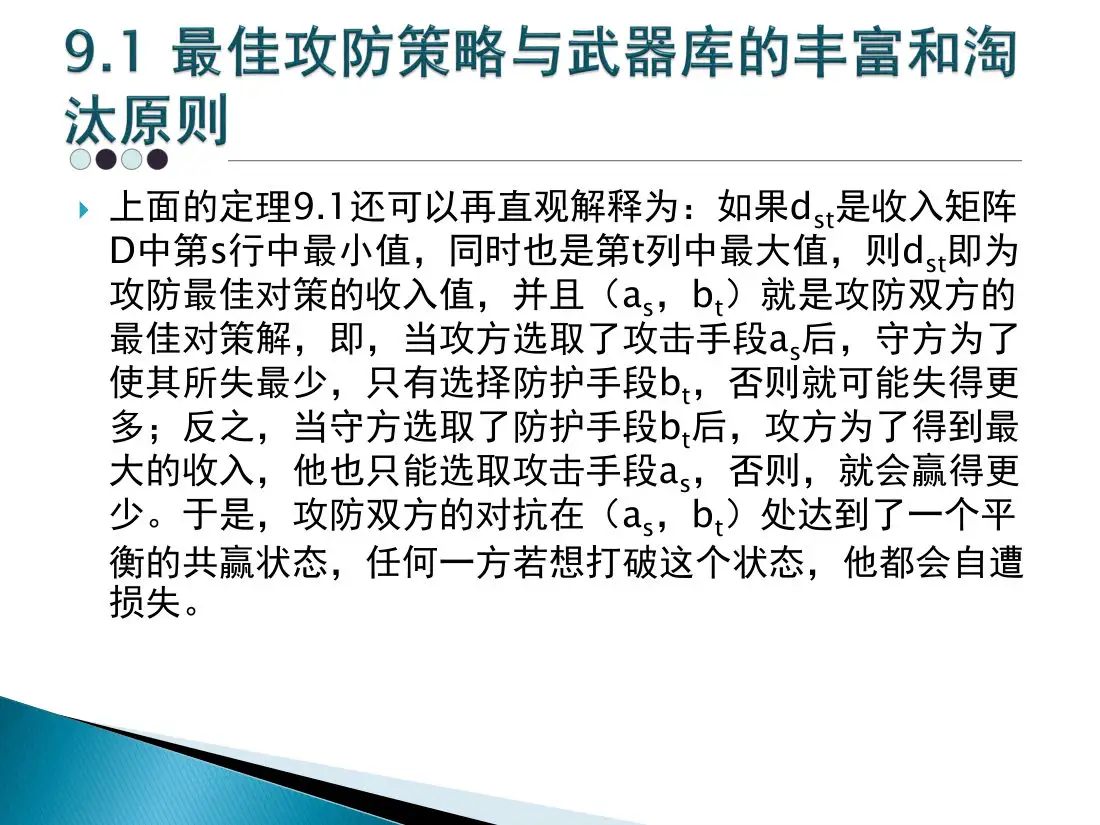 9.1 最佳攻防策略与武器库的丰富和淘
汰原则
上面的定理9.1还可以再直观解释为：如果dst是收入矩阵
D中第s行中最小值，同时也是第t列中最大值，则dst即为
攻防最佳对策的收入值，并且（as，bt）就是攻防双方的
最佳对策解，即，当攻方选取了攻击手段as后，守方为了
使其所失最少，只有选择防护手段bt，否则就可能失得更
多；反之，当守方选取了防护手段bt后，攻方为了得到最
大的收入，他也只能选取攻击手段as，否则，就会赢得更
少。于是，攻防双方的对抗在（as，bt）处达到了一个平
衡的共赢状态，任何一方若想打破这个状态，他都会自遭
损失。